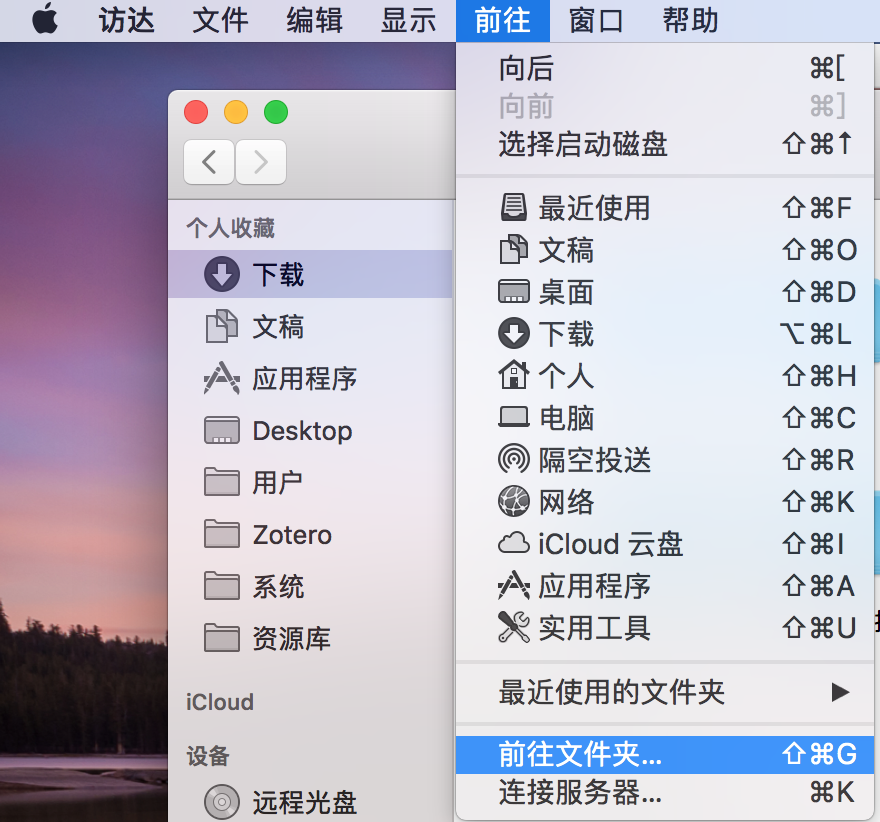 访达 文件 编辑 显示 前往 窗口 帮助
个人收藏
下载
文稿
应用程序
Desktop
用户
Zotero
系统
资源库
iCloud
设备
远程光盘
向后 ⌘[
向前 ⌘]
选择启动磁盘 ⇧⌘↑
最近使用 ⇧⌘F
文稿 ⇧⌘O
桌面 ⇧⌘D
下载 ⌥⌘L
个人 ⇧⌘H
电脑 ⇧⌘C
隔空投送 ⇧⌘R
网络 ⇧⌘K
iCloud 云盘 ⇧⌘I
应用程序 ⇧⌘A
实用工具 ⇧⌘U
最近使用的文件夹 ▶
前往文件夹... ⇧⌘G
连接服务器... ⌘K